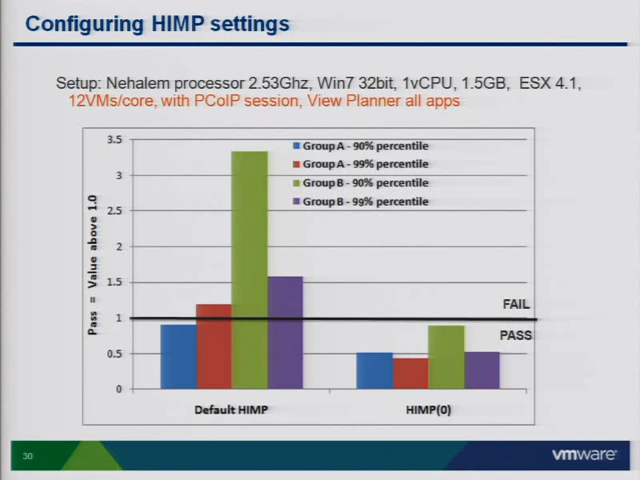 Configuring HIMP settings
Setup: Nehalem processor 2.53Ghz, Win7 32bit, 1vCPU, 1.5GB, ESX 4.1,
12VMs/core, with PCoIP session, View Planner all apps
3.5
3
2.5
2
1.5
1
0.5
0
Pass = Value above 1.0
Group A - 90% percentile
Group A - 99% percentile
Group B - 90% percentile
Group B - 99% percentile
FAIL
PASS
Default HIMP
HIMP(0)
30
vmware